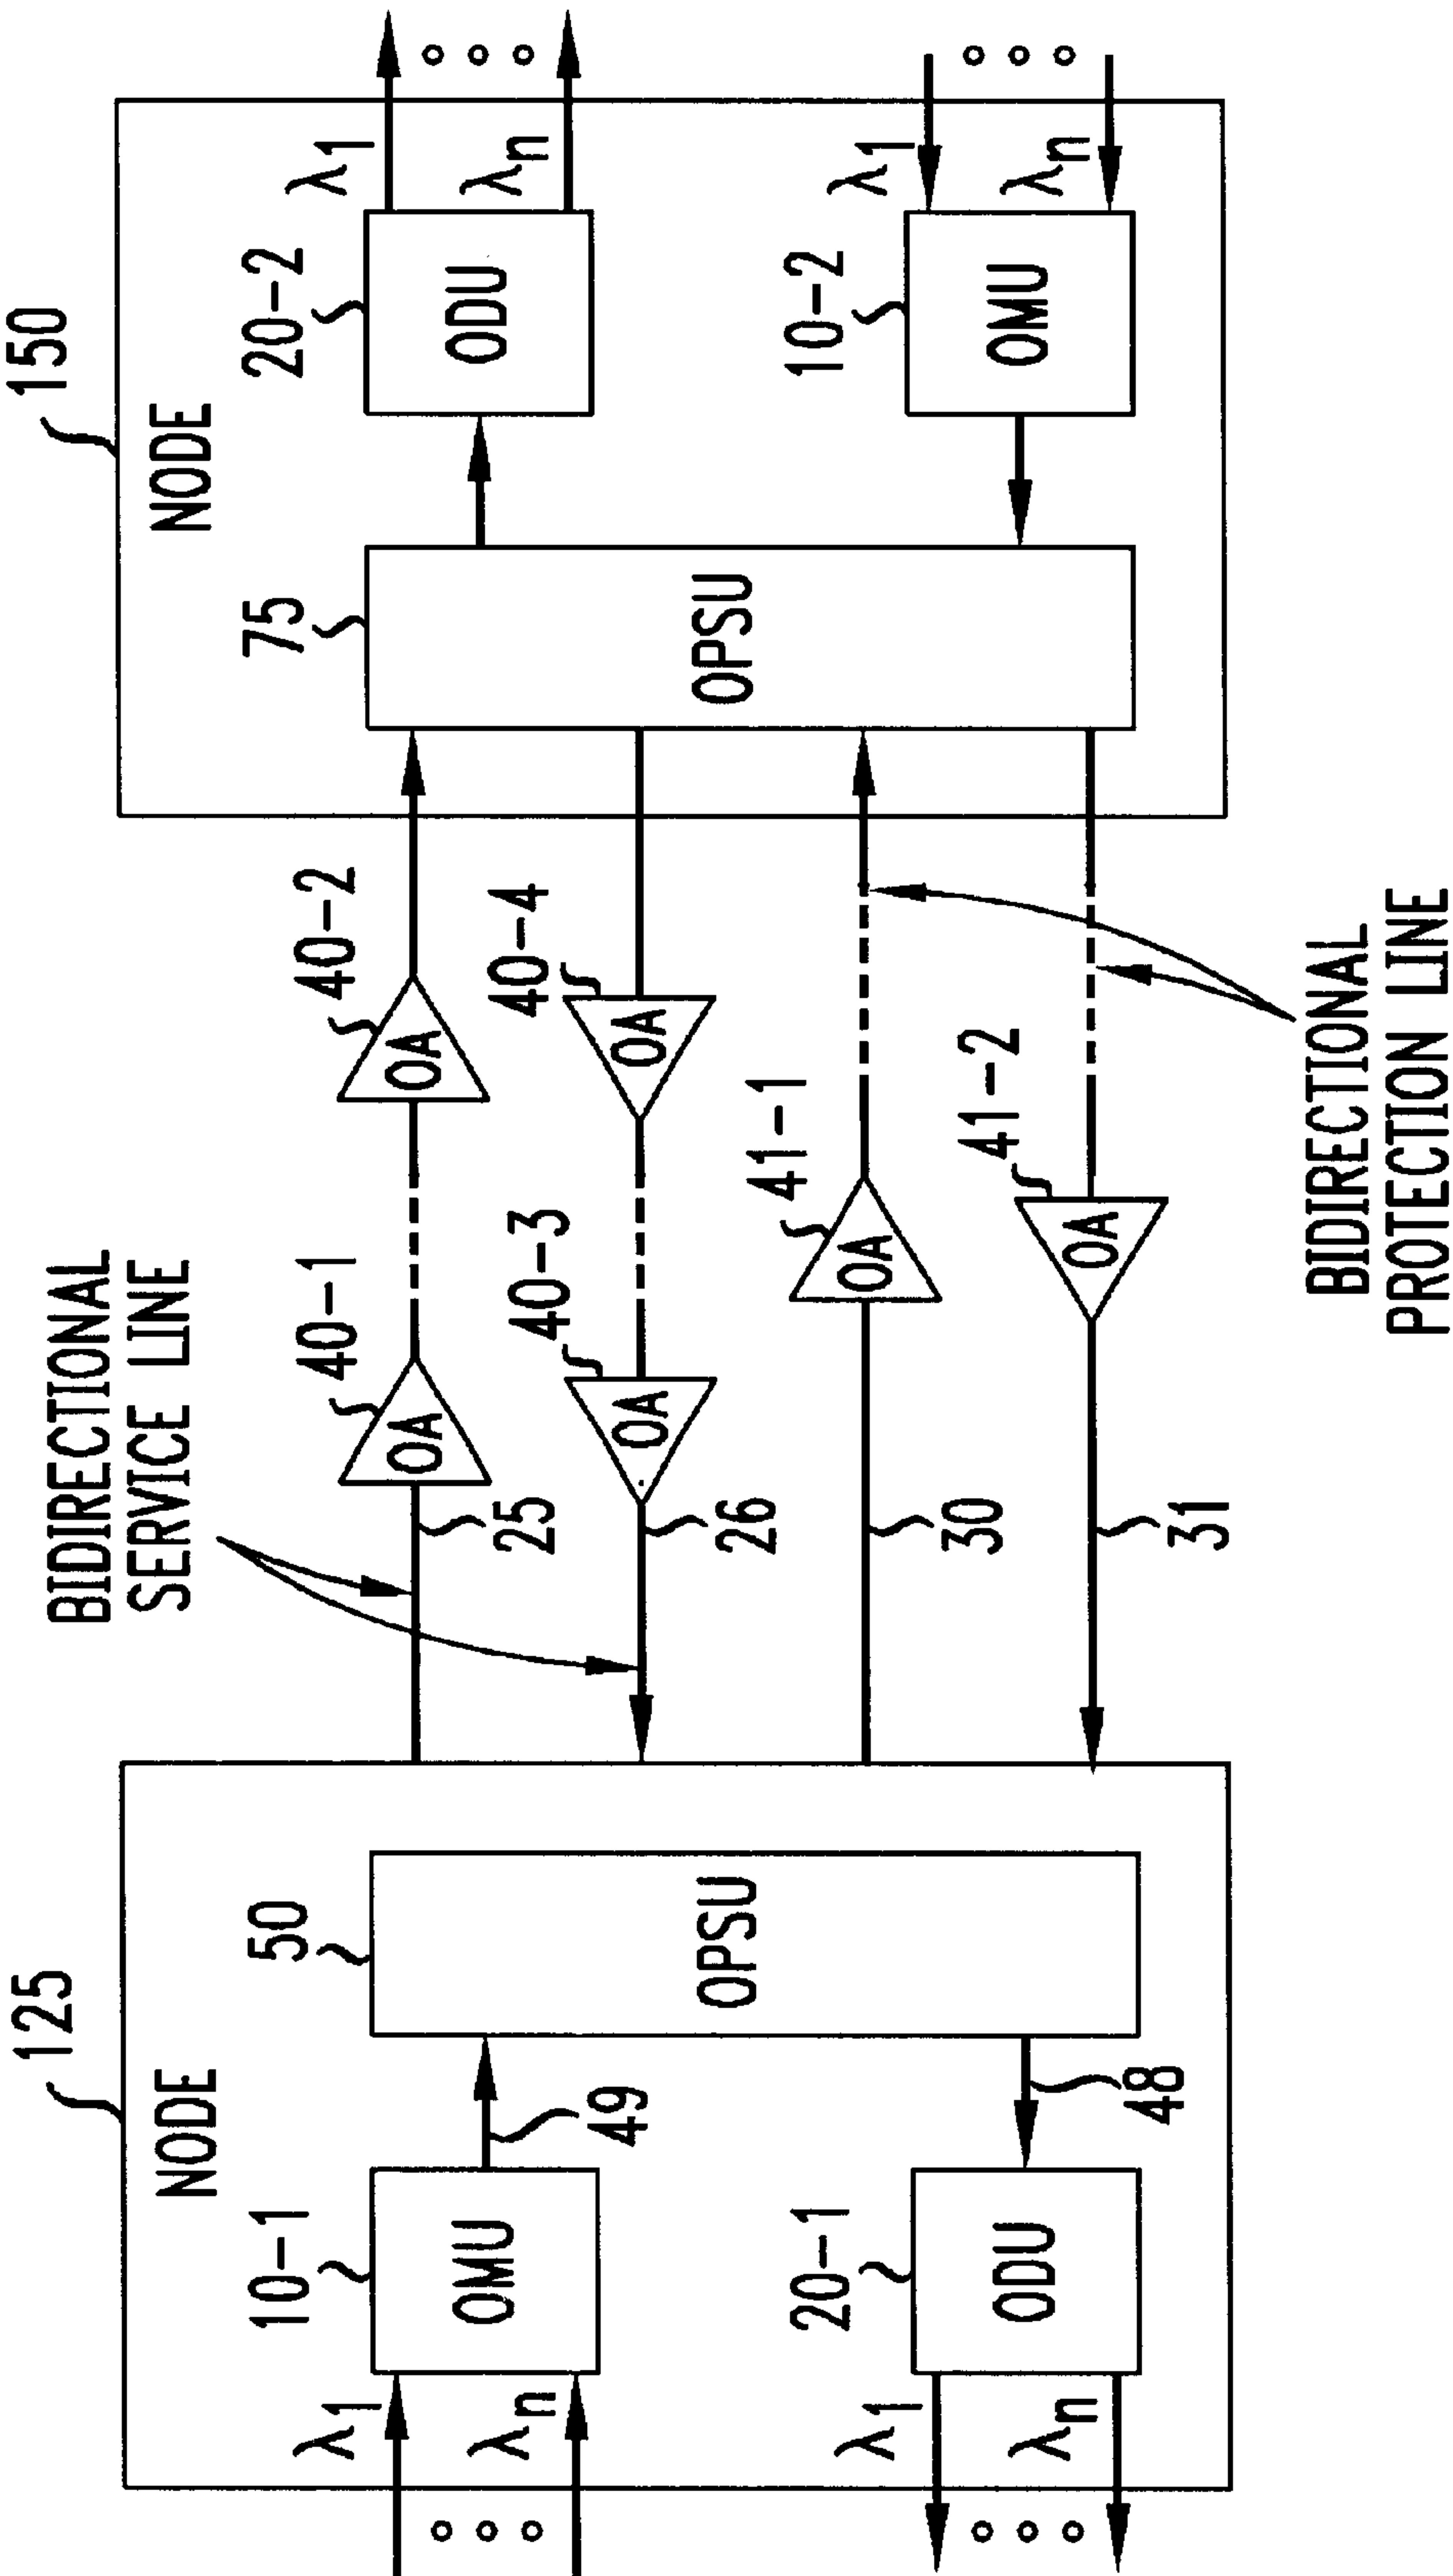 125
NODE
λ1
λn
10-1
OMU
49
50
OPSU
20-1
ODU
λ1
λn
48
BIDIRECTIONAL
SERVICE LINE
25
40-1
OA
40-2
OA
26
40-3
OA
40-4
OA
30
41-1
OA
31
41-2
OA
BIDIRECTIONAL
PROTECTION LINE
150
NODE
75
OPSU
20-2
ODU
λ1
λn
10-2
OMU
λ1
λn